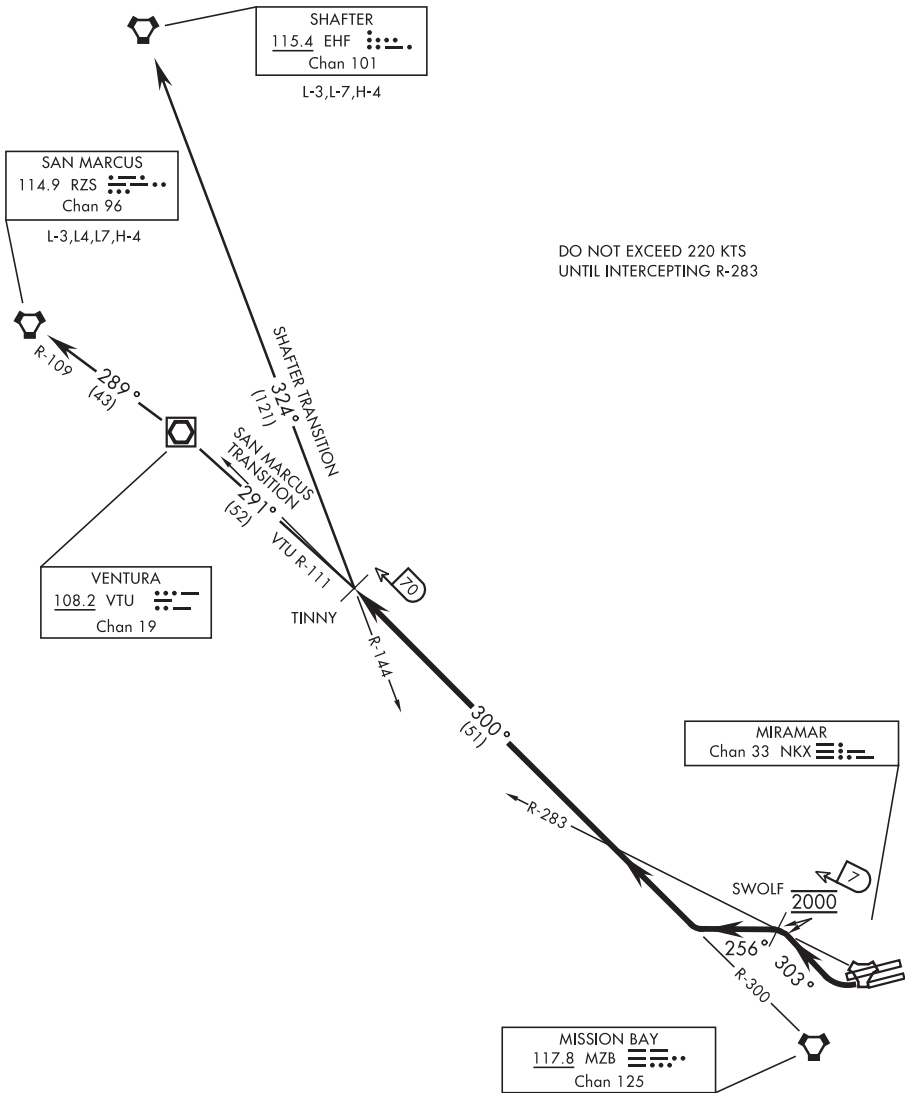 SHAFTER
115.4 EHF
Chan 101
L-3,L-7,H-4
SAN MARCUS
114.9 RZS
Chan 96
L-3,L4,L7,H-4
DO NOT EXCEED 220 KTS
UNTIL INTERCEPTING R-283
R-109
289°
(43)
SHAFTER TRANSITION
324°
(121)
SAN MARCUS
TRANSITION
291°
(52)
VTU R-111
VENTURA
108.2 VTU
Chan 19
70
TINNY
R-144
300°
(51)
MIRAMAR
Chan 33 NKX
R-283
7
SWOLF
2000
256°
303°
R-300
MISSION BAY
117.8 MZB
Chan 125